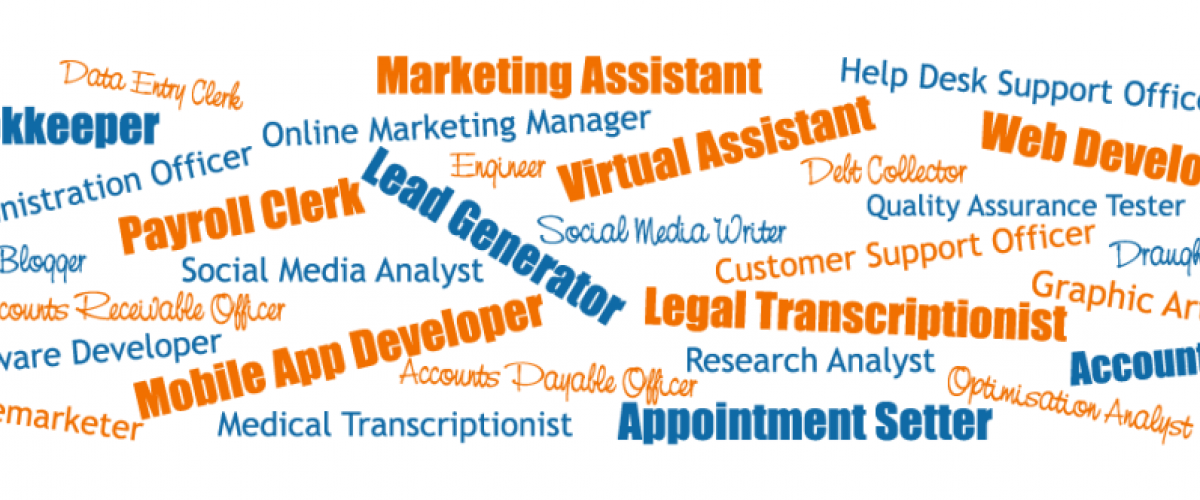 Data Entry Clerk
Marketing Assistant
Help Desk Support Office
kkeeper
Online Marketing Manager
Virtual Assistant
Web Develo
nistration Officer
Engineer
Debt Collector
Payroll Clerk
Lead Generator
Quality Assurance Tester
Social Media Writer
Customer Support Officer
Blogger
Social Media Analyst
Draugh
counts Receivable Officer
Graphic Ar
Legal Transcriptionist
ware Developer
Mobile App Developer
Research Analyst
Account
Accounts Payable Officer
Optimisation Analyst
emarketer
Medical Transcriptionist
Appointment Setter